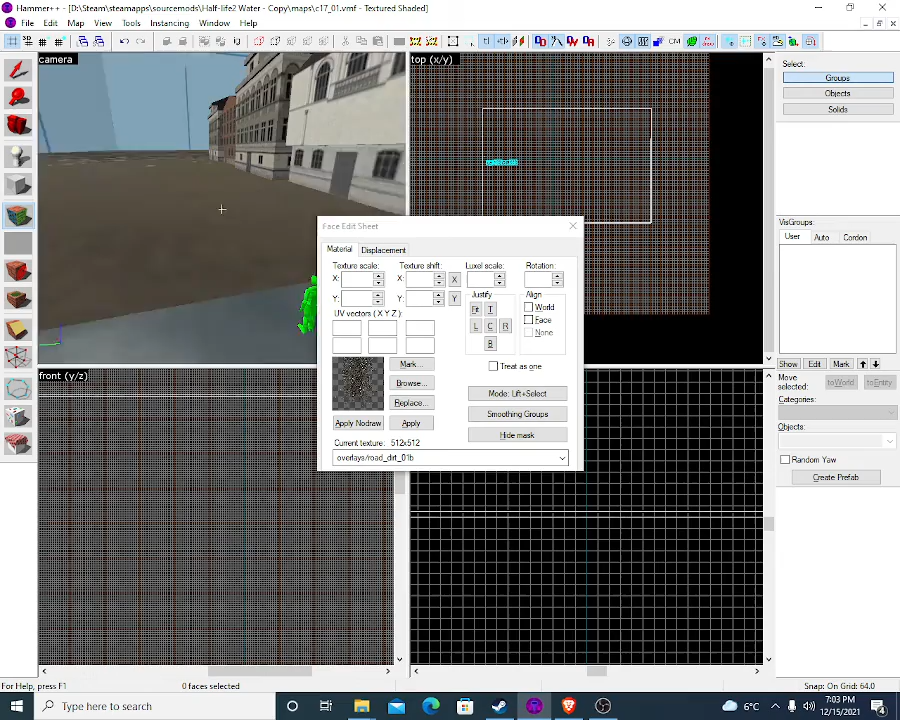 Hammer++ - [D:\Steam\steamapps\sourcemods\Half-life2 Water - Copy\maps\c17_01.vmf - Textured Shaded]
File Edit Map View Tools Instancing Window Help
camera
top (x/y)
Select:
Groups
Objects
Solids
Face Edit Sheet
Material Displacement
Texture scale: Texture shift: Luxel scale: Rotation:
X: X: X
Y: Y: Y
Justify Align
Fit T World
L C R Face
B None
UV vectors ( X Y Z )
Treat as one
Mark...
Browse...
Replace...
Mode: Lift+Select
Apply Nodraw Apply
Smoothing Groups
Current texture: 512x512
Hide mask
overlays/road_dirt_01b
VisGroups:
User Auto Cordon
Show Edit Mark
Move selected: toWorld toEntity
Categories:
Objects:
Random Yaw
Create Prefab
front (y/z)
For Help, press F1 0 faces selected Snap: On Grid: 64.0
Type here to search
6°C
7:03 PM
12/15/2021
4